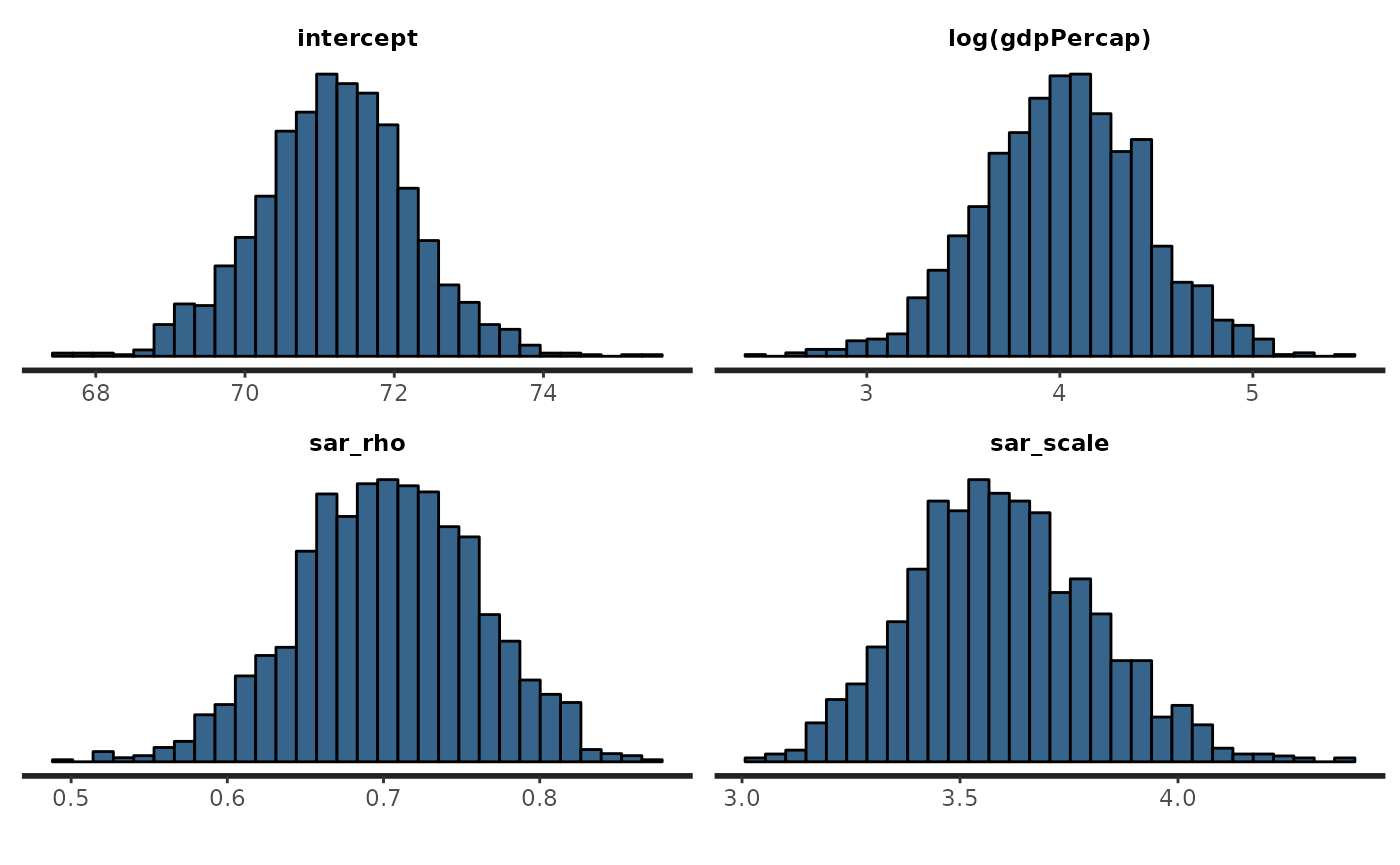 intercept
log(gdpPercap)
68 70 72 74
3 4 5
sar_rho
sar_scale
0.5 0.6 0.7 0.8
3.0 3.5 4.0